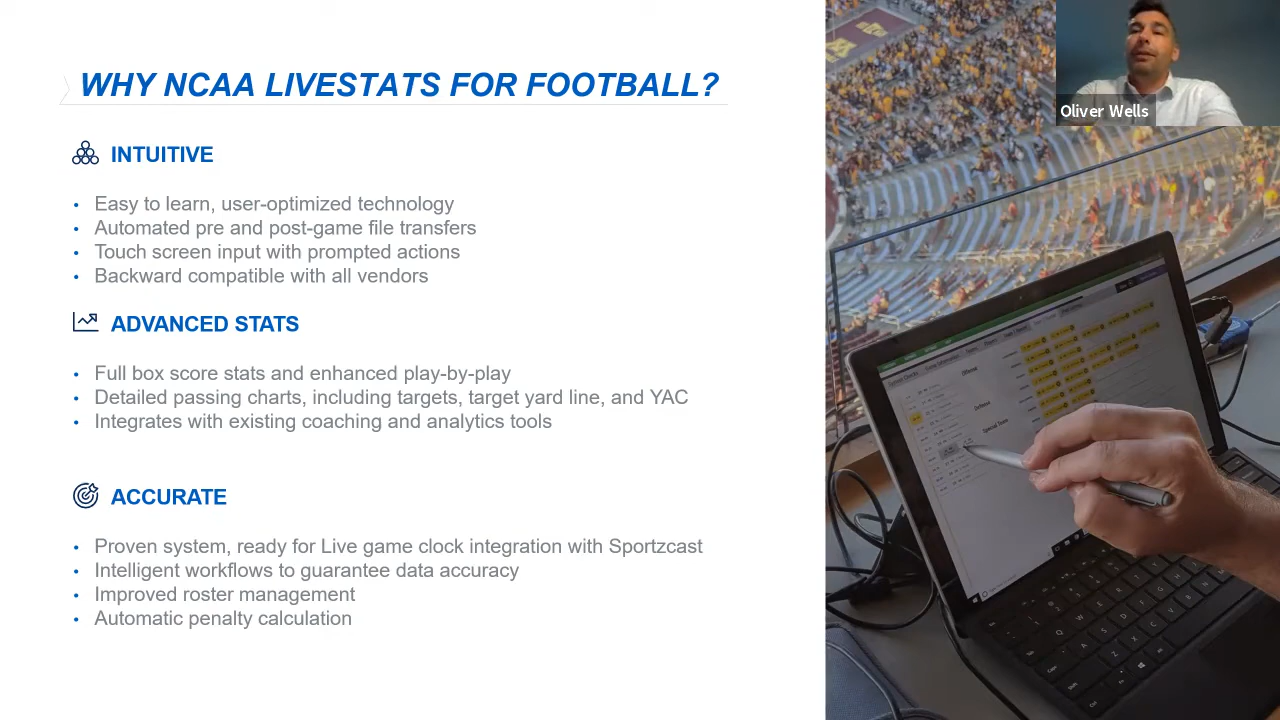 WHY NCAA LIVESTATS FOR FOOTBALL?
Oliver Wells
INTUITIVE
• Easy to learn, user-optimized technology
• Automated pre and post-game file transfers
• Touch screen input with prompted actions
• Backward compatible with all vendors
ADVANCED STATS
• Full box score stats and enhanced play-by-play
• Detailed passing charts, including targets, target yard line, and YAC
• Integrates with existing coaching and analytics tools
ACCURATE
• Proven system, ready for Live game clock integration with Sportzcast
• Intelligent workflows to guarantee data accuracy
• Improved roster management
• Automatic penalty calculation
Offense
Defense
Special Team